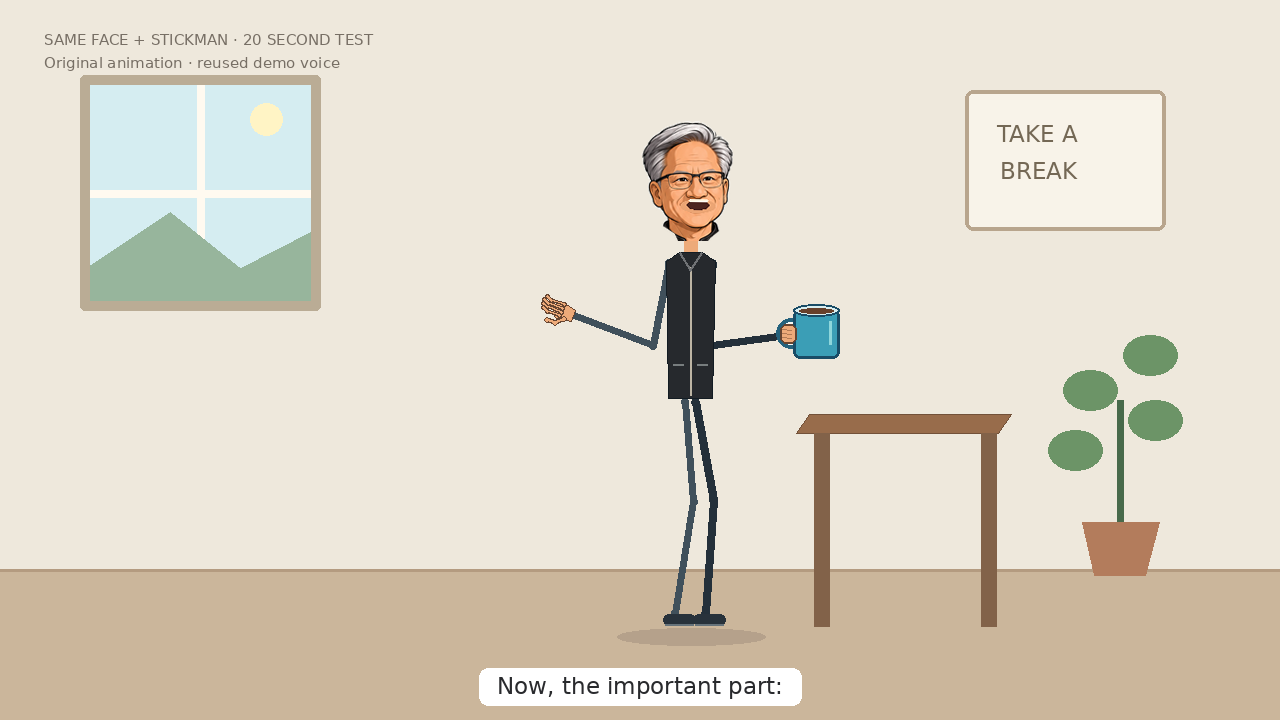 SAME FACE + STICKMAN · 20 SECOND TEST
Original animation · reused demo voice
TAKE A
BREAK
Now, the important part: